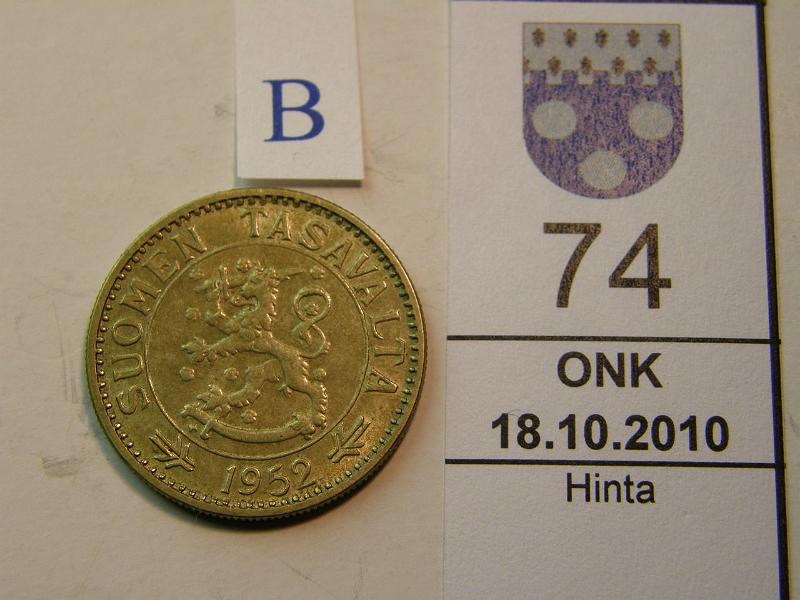 B
SUOMEN TASAVALTA
1952
74
ONK
18.10.2010
Hinta